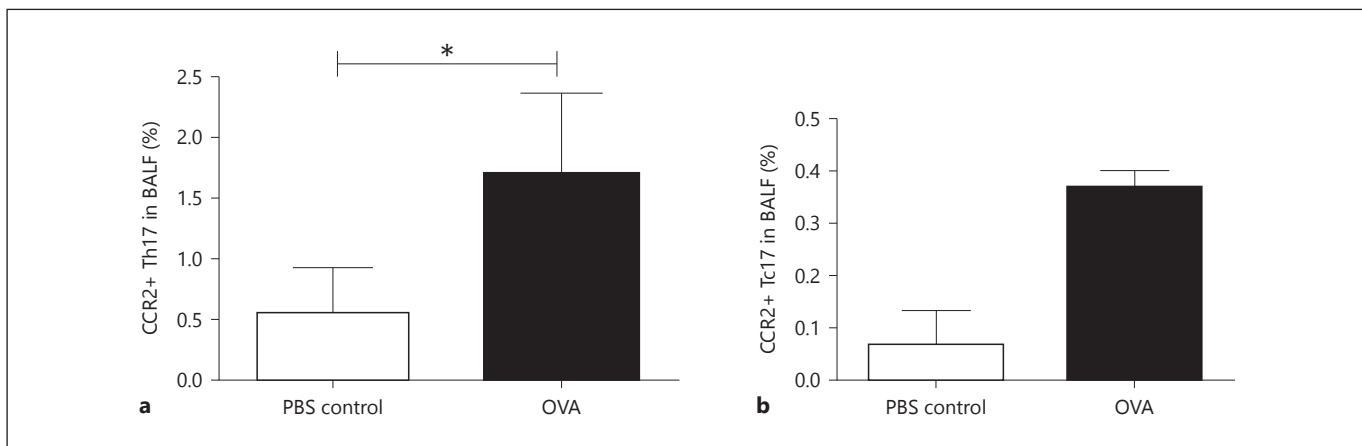 *
2.5
2.0
1.5
1.0
0.5
0.0
CCR2+ Th17 in BALF (%)
PBS control
OVA
a
0.5
0.4
0.3
0.2
0.1
0.0
CCR2+ Tc17 in BALF (%)
PBS control
OVA
b